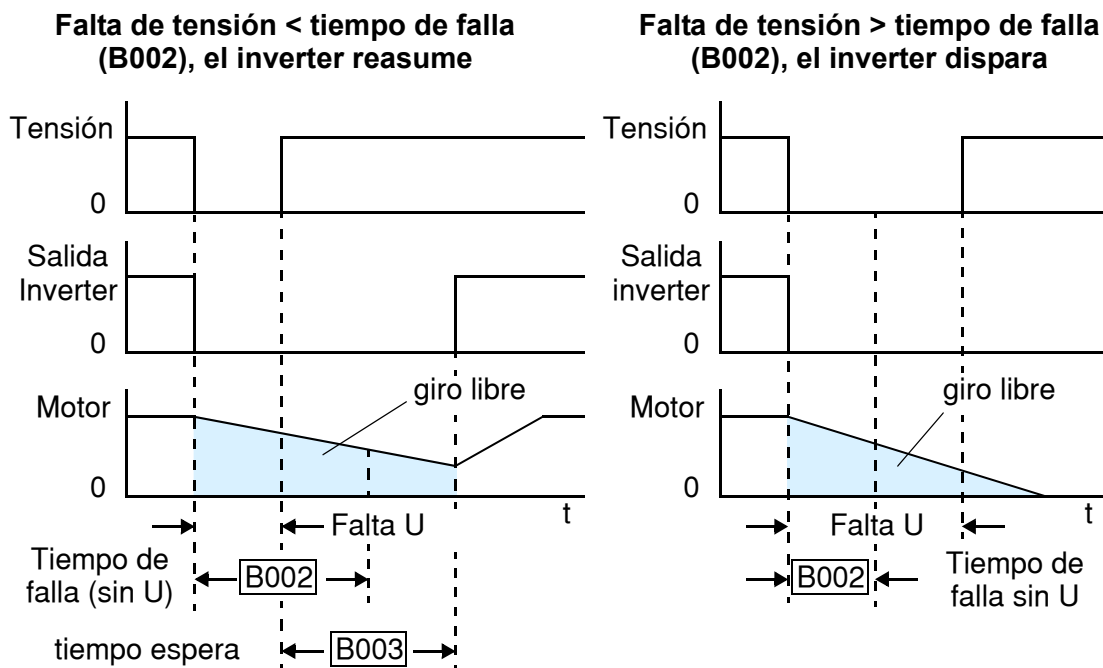 Falta de tensión < tiempo de falla
(B002), el inverter reasume
Tensión
0
Salida
Inverter
0
giro libre
Motor
0
t
Falta U
Tiempo de
falla (sin U)
B002
tiempo espera
B003
Falta de tensión > tiempo de falla
(B002), el inverter dispara
Tensión
0
Salida
inverter
0
giro libre
Motor
0
t
Falta U
B002
Tiempo de
falla sin U